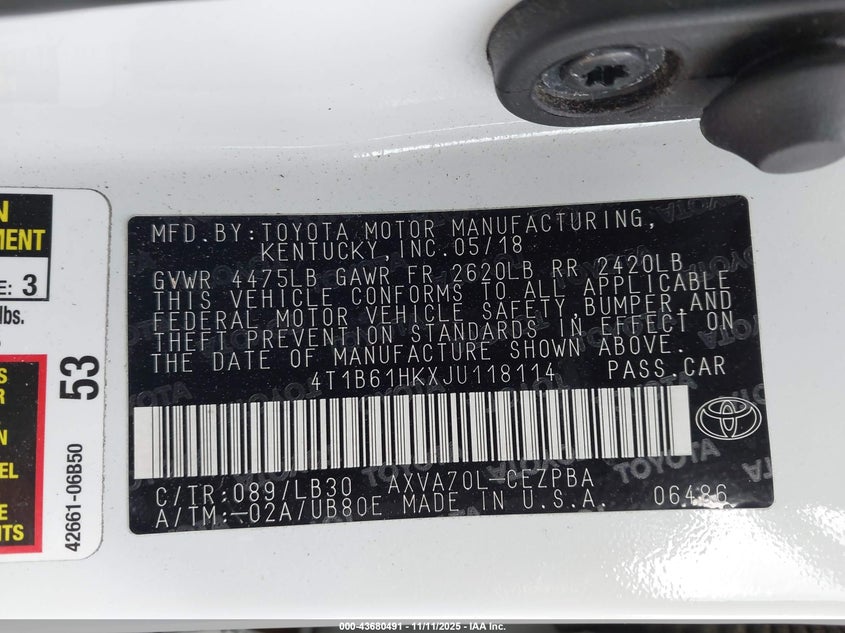 MFD.BY:TOYOTA MOTOR MANUFACTURING,
KENTUCKY,INC.05/18
GVWR 4475LB GAWR FR 2620LB RR 2420LB
THIS VEHICLE CONFORMS TO ALL APPLICABLE
FEDERAL MOTOR VEHICLE SAFETY,BUMPER,AND
THEFT PREVENTION STANDARDS IN EFFECT ON
THE DATE OF MANUFACTURE SHOWN ABOVE.
4T1B61HKXJU118114 PASS.CAR
C/TR:089/LB30 AXVA70L-CEZPBA
A/TM:-02A/UB80E MADE IN U.S.A. 06486
TOYOTA
E: 3
lbs.
53
42661-06B50
000-43680491 - 11/11/2025 - IAA Inc.